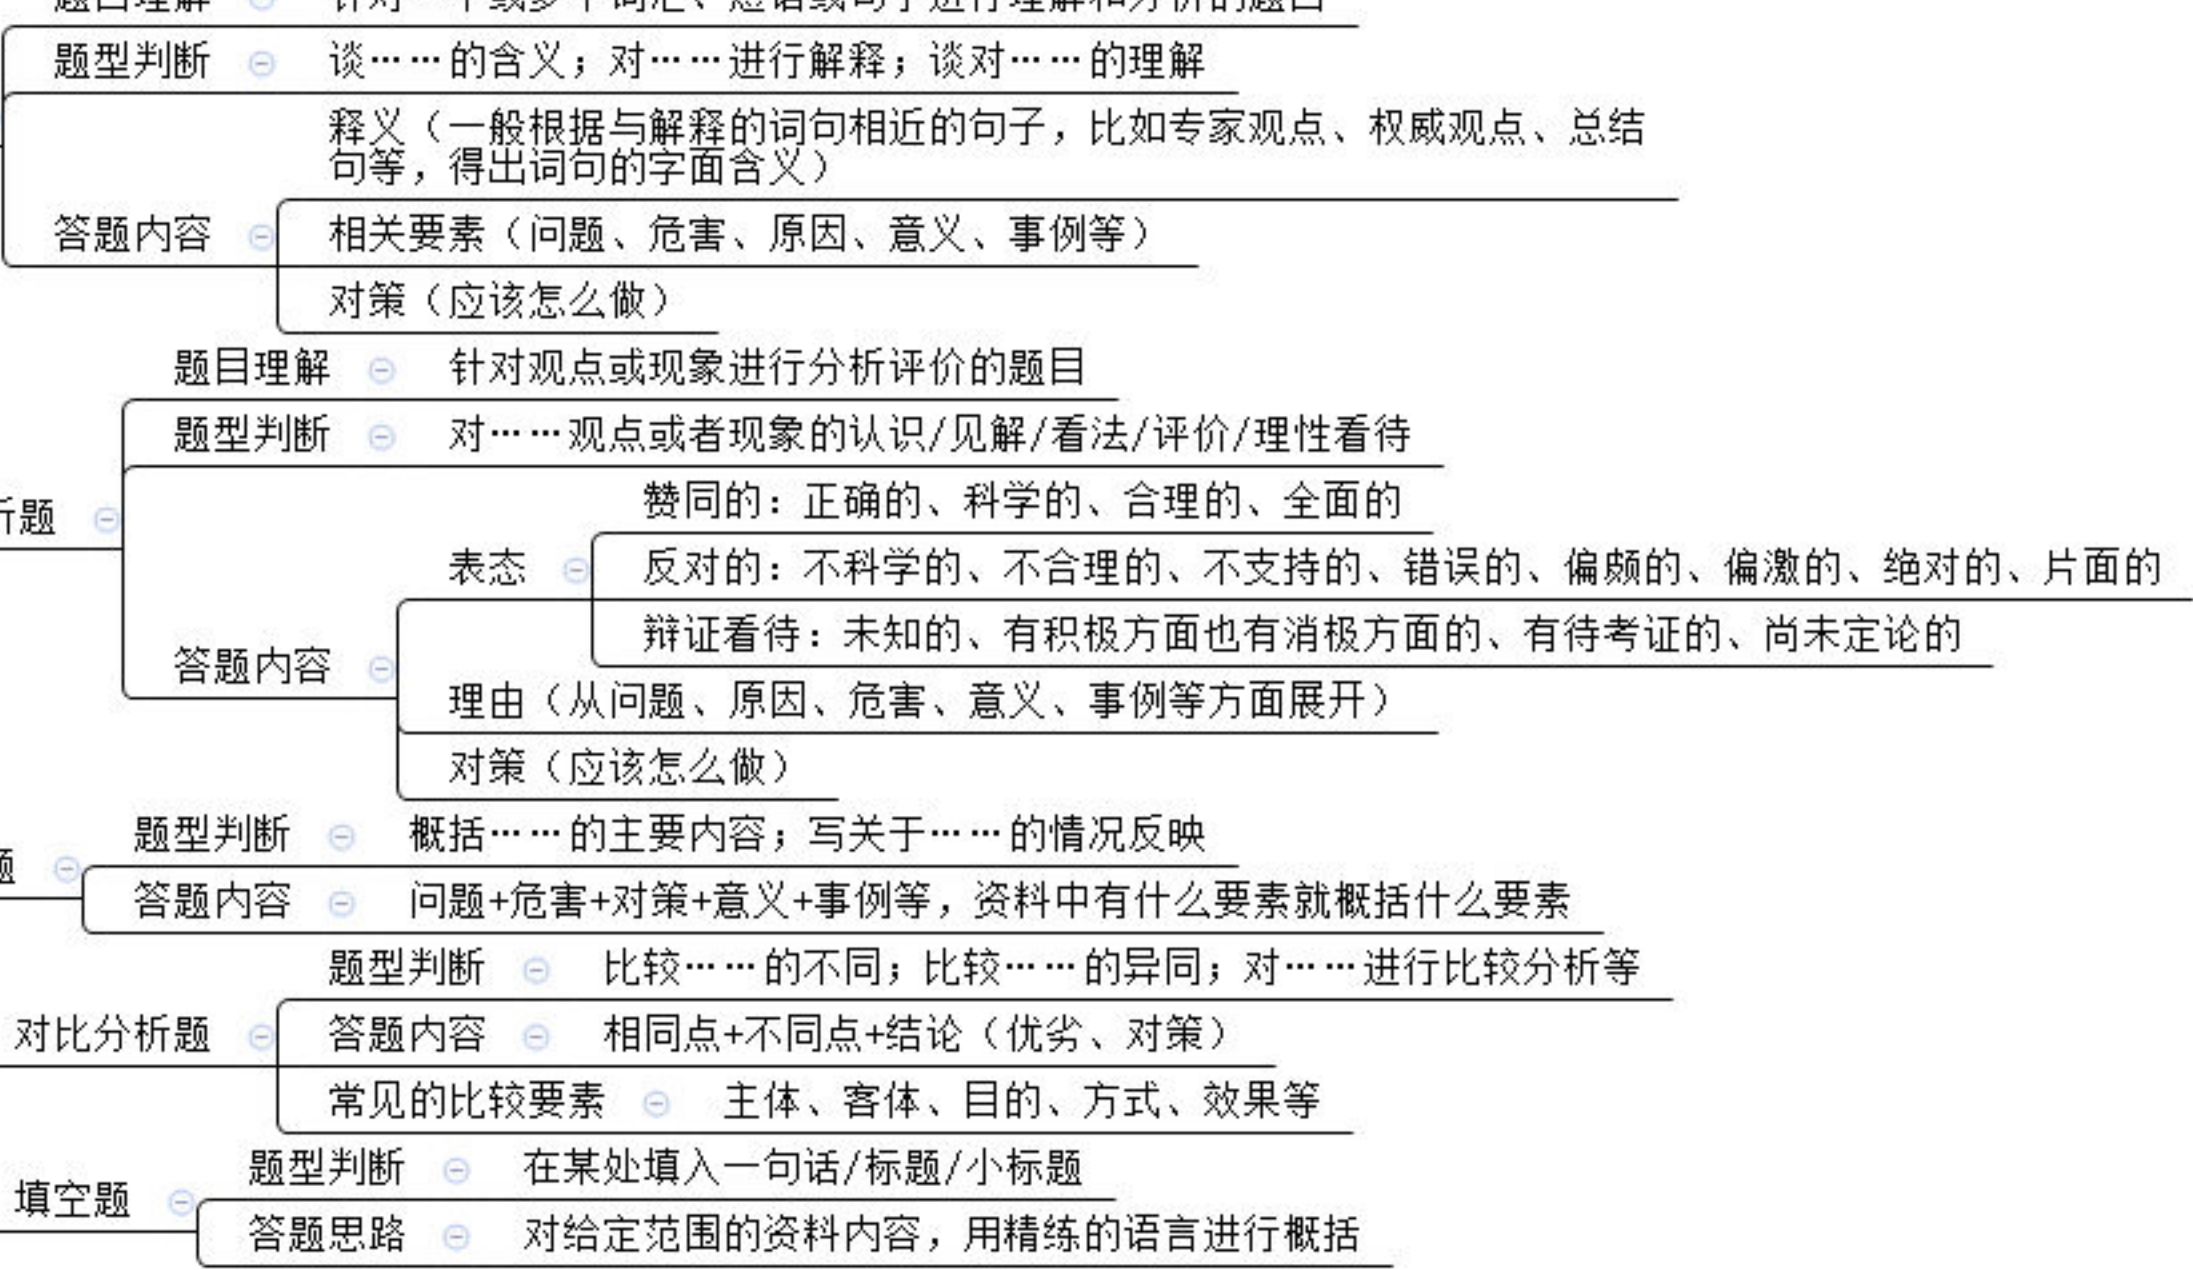 题型判断 谈……的含义；对……进行解释；谈对……的理解
释义（一般根据与解释的词句相近的句子，比如专家观点、权威观点、总结
句等，得出词句的字面含义）
答题内容 相关要素（问题、危害、原因、意义、事例等）
对策（应该怎么做）
题目理解 针对观点或现象进行分析评价的题目
题型判断 对……观点或者现象的认识/见解/看法/评价/理性看待
析题
赞同的：正确的、科学的、合理的、全面的
表态 反对的：不科学的、不合理的、不支持的、错误的、偏颇的、偏激的、绝对的、片面的
辩证看待：未知的、有积极方面也有消极方面的、有待考证的、尚未定论的
答题内容
理由（从问题、原因、危害、意义、事例等方面展开）
对策（应该怎么做）
题型判断 概括……的主要内容；写关于……的情况反映
题
答题内容 问题+危害+对策+意义+事例等，资料中有什么要素就概括什么要素
题型判断 比较……的不同；比较……的异同；对……进行比较分析等
对比分析题 答题内容 相同点+不同点+结论（优劣、对策）
常见的比较要素 主体、客体、目的、方式、效果等
题型判断 在某处填入一句话/标题/小标题
填空题
答题思路 对给定范围的资料内容，用精练的语言进行概括